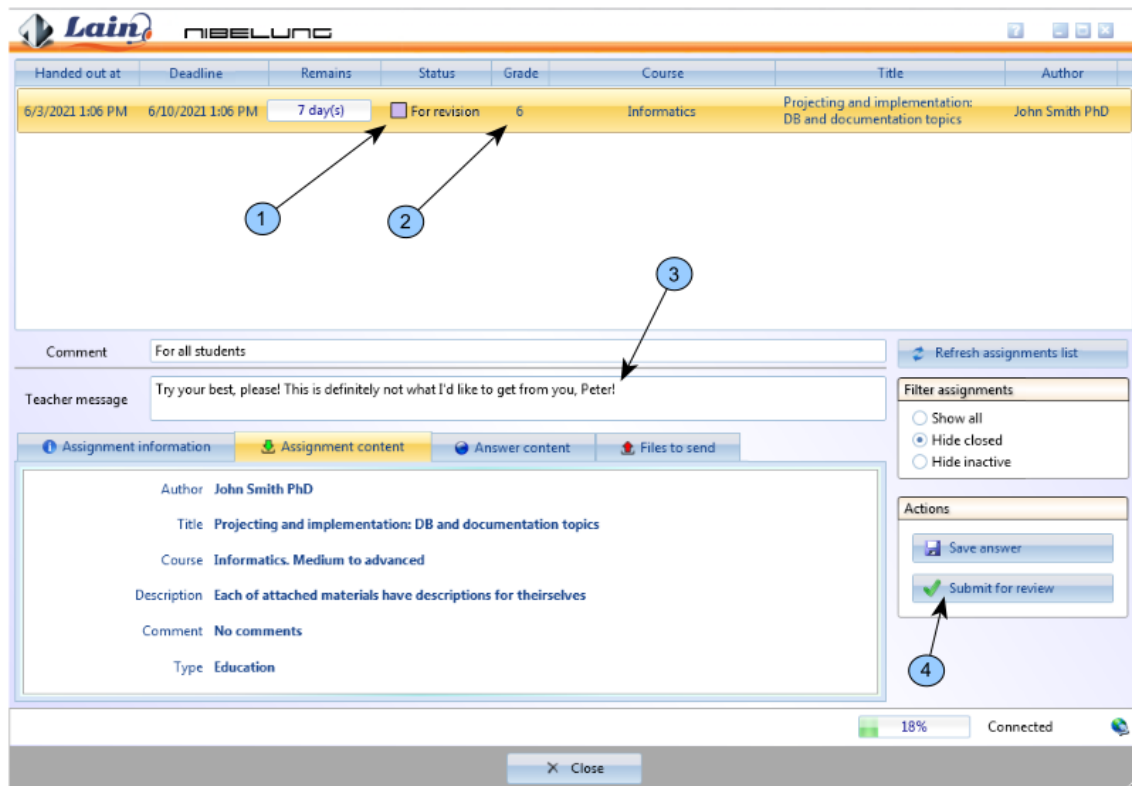 Lain
NIBELUNG
?
Handed out at Deadline Remains Status Grade Course Title Author
6/3/2021 1:06 PM 6/10/2021 1:06 PM 7 day(s) For revision 6 Informatics Projecting and implementation: John Smith PhD
DB and documentation topics
1
2
3
Comment For all students
Refresh assignments list
Teacher message Try your best, please! This is definitely not what I'd like to get from you, Peter!
Filter assignments
Show all
Hide closed
Hide inactive
Assignment information Assignment content Answer content Files to send
Author John Smith PhD
Title Projecting and implementation: DB and documentation topics
Course Informatics. Medium to advanced
Description Each of attached materials have descriptions for theirselves
Comment No comments
Type Education
Actions
Save answer
Submit for review
4
18% Connected
Close